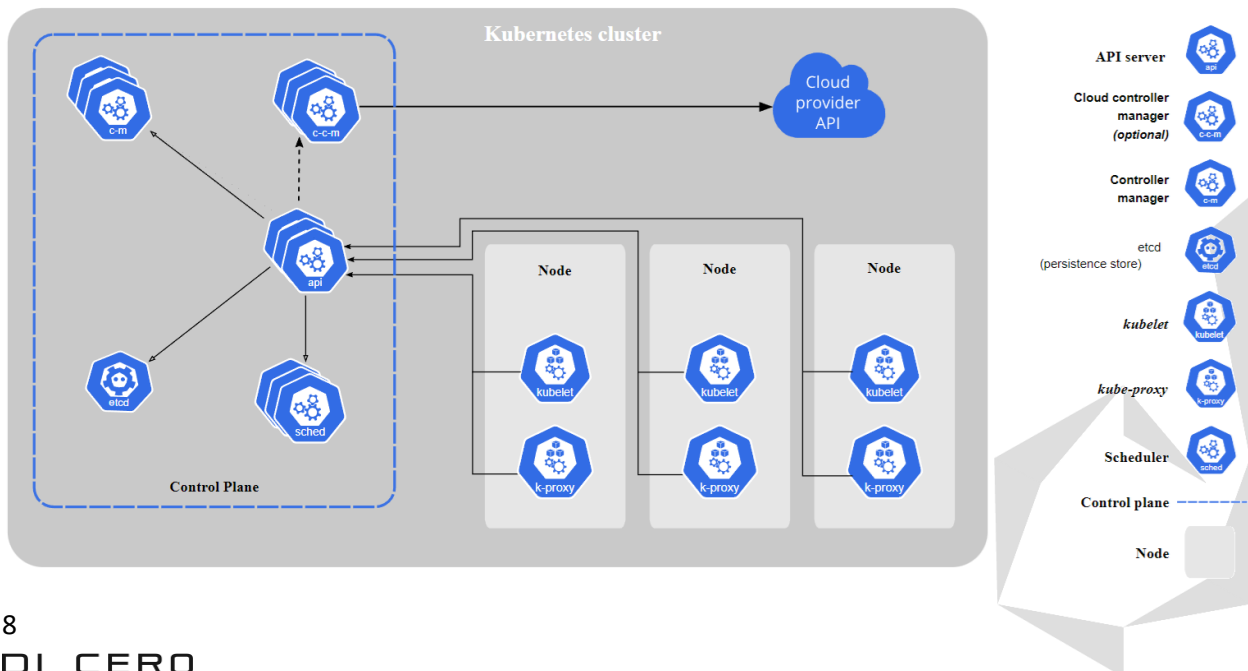 Kubernetes cluster
c-m
c-c-m
Cloud
provider
API
api
etcd
sched
Control Plane
Node
kubelet
k-proxy
Node
kubelet
k-proxy
Node
kubelet
k-proxy
API server
api
Cloud controller
manager
(optional)
c-c-m
Controller
manager
c-m
etcd
(persistence store)
etcd
kubelet
kubelet
kube-proxy
k-proxy
Scheduler
sched
Control plane
Node
8
DI CERO